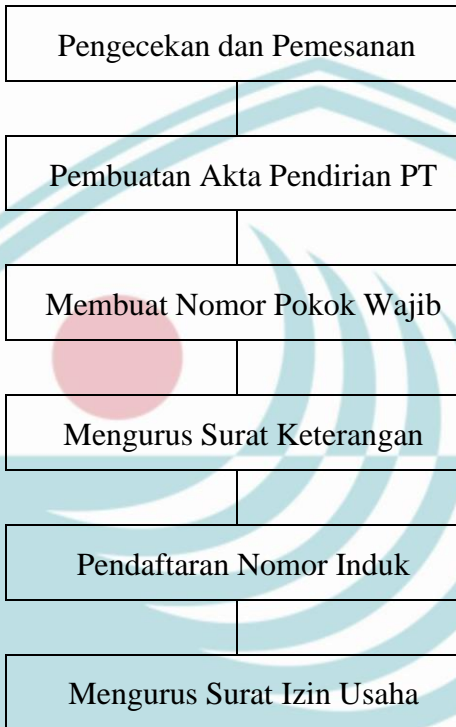 Pengecekan dan Pemesanan
Pembuatan Akta Pendirian PT
Membuat Nomor Pokok Wajib
Mengurus Surat Keterangan
Pendaftaran Nomor Induk
Mengurus Surat Izin Usaha